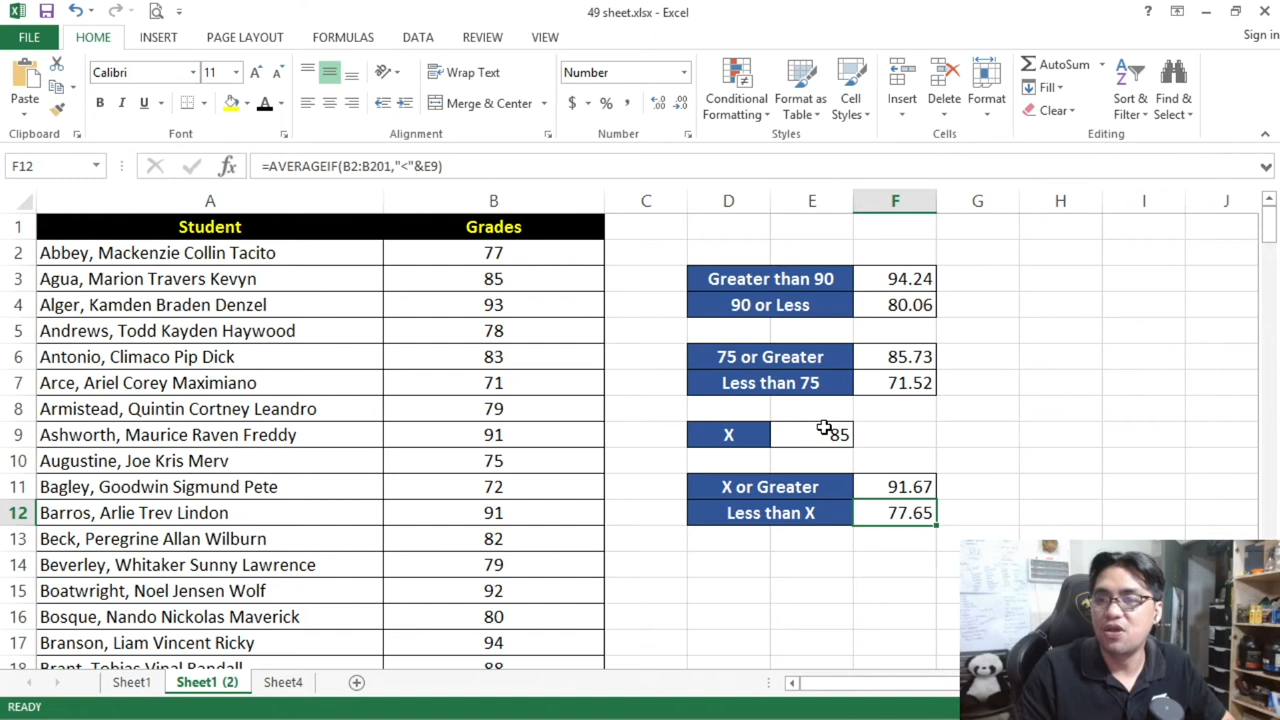 49 sheet.xlsx - Excel
Sign in
FILE HOME INSERT PAGE LAYOUT FORMULAS DATA REVIEW VIEW
Paste
Calibri 11
B I U
Wrap Text
Merge & Center
Number
$ % ,
Conditional Formatting
Format as Table
Cell Styles
Insert
Delete
Format
AutoSum
Fill
Clear
Sort & Filter
Find & Select
Clipboard Font Alignment Number Styles Cells Editing
F12 fx =AVERAGEIF(B2:B201,"<"&E9)
A B C D E F G H I J
1 Student Grades
2 Abbey, Mackenzie Collin Tacito 77
3 Agua, Marion Travers Kevyn 85 Greater than 90 94.24
4 Alger, Kamden Braden Denzel 93 90 or Less 80.06
5 Andrews, Todd Kayden Haywood 78
6 Antonio, Climaco Pip Dick 83 75 or Greater 85.73
7 Arce, Ariel Corey Maximiano 71 Less than 75 71.52
8 Armistead, Quintin Cortney Leandro 79
9 Ashworth, Maurice Raven Freddy 91 X 85
10 Augustine, Joe Kris Merv 75
11 Bagley, Goodwin Sigmund Pete 72 X or Greater 91.67
12 Barros, Arlie Trev Lindon 91 Less than X 77.65
13 Beck, Peregrine Allan Wilburn 82
14 Beverley, Whitaker Sunny Lawrence 79
15 Boatwright, Noel Jensen Wolf 92
16 Bosque, Nando Nickolas Maverick 80
17 Branson, Liam Vincent Ricky 94
18 Brant, Tobias Vipal Randall 88
Sheet1 Sheet1 (2) Sheet4
READY